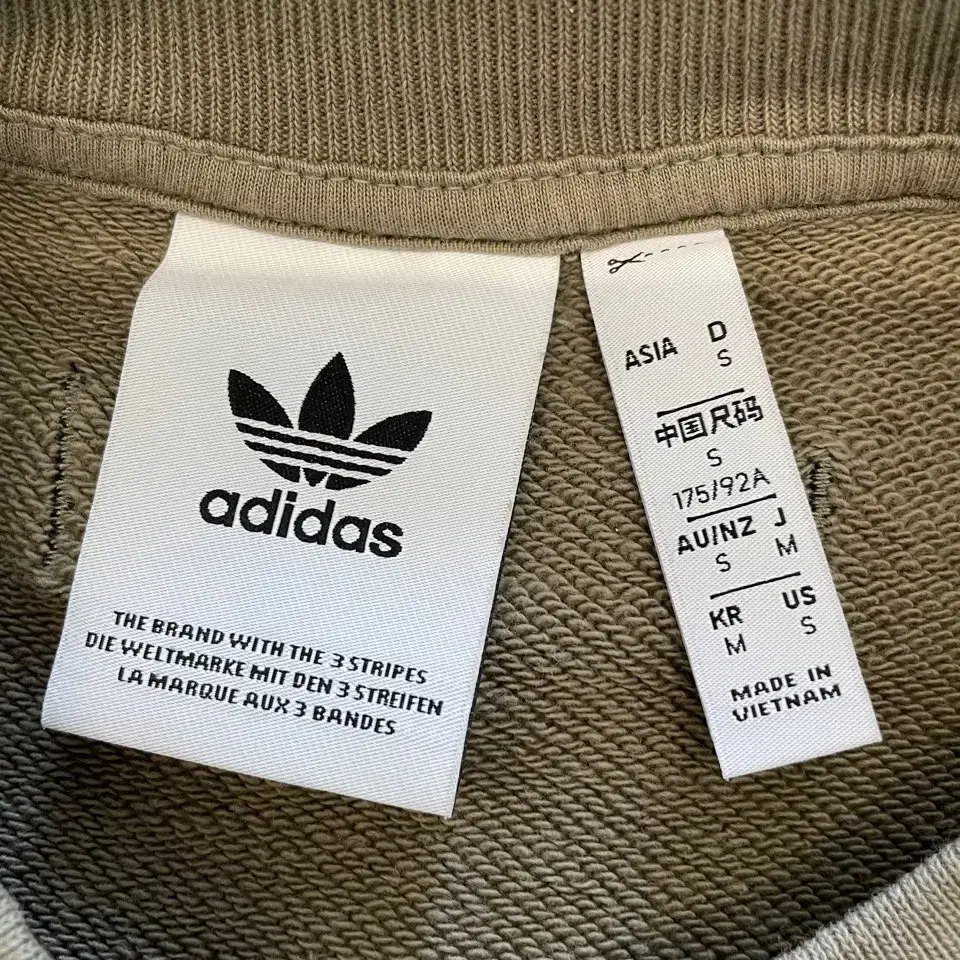 adidas
THE BRAND WITH THE 3 STRIPES
DIE WELTMARKE MIT DEN 3 STREIFEN
LA MARQUE AUX 3 BANDES
ASIA D
S
中国尺码
S
175/92A
AU/NZ J
S M
KR US
M S
MADE IN
VIETNAM